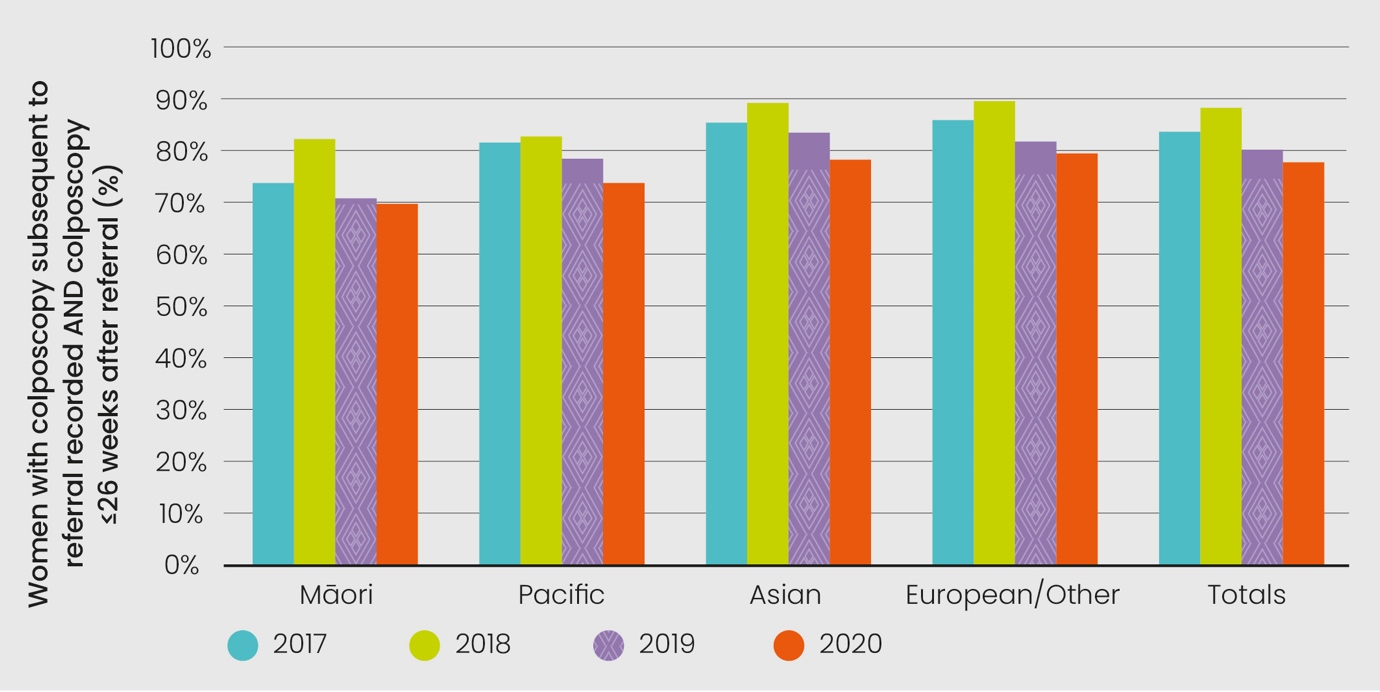 Women with colposcopy subsequent to
referral recorded AND colposcopy
≤26 weeks after referral (%)
100%
90%
80%
70%
60%
50%
40%
30%
20%
10%
0%
Māori Pacific Asian European/Other Totals
2017 2018 2019 2020